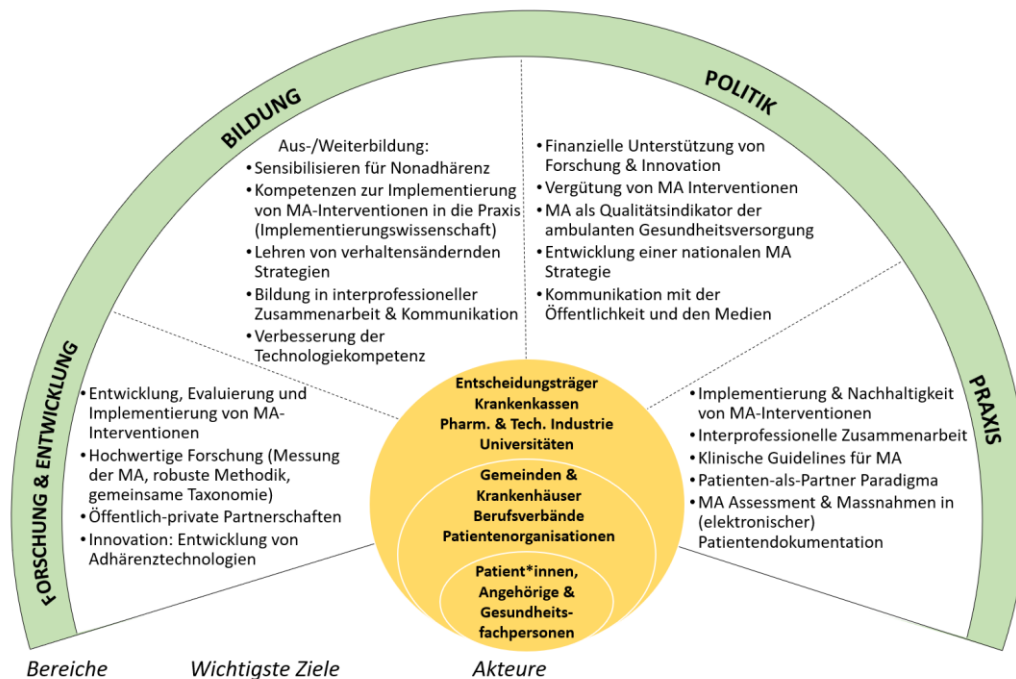 FORSCHUNG & ENTWICKLUNG
Entwicklung, Evaluierung und
Implementierung von MA-
Interventionen
Hochwertige Forschung (Messung
der MA, robuste Methodik,
gemeinsame Taxonomie)
Öffentlich-private Partnerschaften
Innovation: Entwicklung von
Adhärenztechnologien
BILDUNG
Aus-/Weiterbildung:
Sensibilisieren für Nonadhärenz
Kompetenzen zur Implementierung
von MA-Interventionen in die Praxis
(Implementierungswissenschaft)
Lehren von verhaltensändernden
Strategien
Bildung in interprofessioneller
Zusammenarbeit & Kommunikation
Verbesserung der
Technologiekompetenz
POLITIK
Finanzielle Unterstützung von
Forschung & Innovation
Vergütung von MA Interventionen
MA als Qualitätsindikator der
ambulanten Gesundheitsversorgung
Entwicklung einer nationalen MA
Strategie
Kommunikation mit der
Öffentlichkeit und den Medien
PRAXIS
Implementierung & Nachhaltigkeit
von MA-Interventionen
Interprofessionelle Zusammenarbeit
Klinische Guidelines für MA
Patienten-als-Partner Paradigma
MA Assessment & Massnahmen in
(elektronischer)
Patientendokumentation
Entscheidungsträger
Krankenkassen
Pharm. & Tech. Industrie
Universitäten
Gemeinden &
Krankenhäuser
Berufsverbände
Patientenorganisationen
Patient*innen,
Angehörige &
Gesundheits-
fachpersonen
Bereiche
Wichtigste Ziele
Akteure